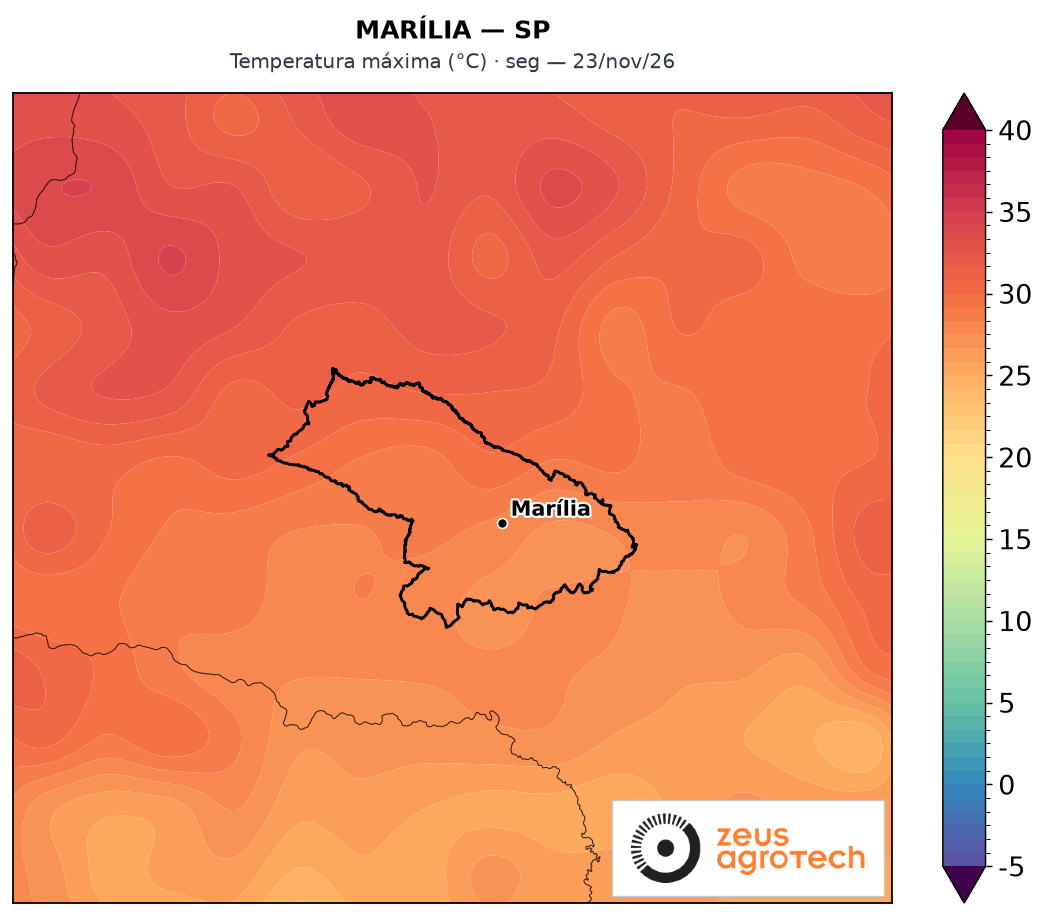 MARÍLIA — SP
Temperatura máxima (°C) · seg — 23/nov/26
40
35
30
25
20
15
10
5
0
-5
Marília
zeus
agrotech